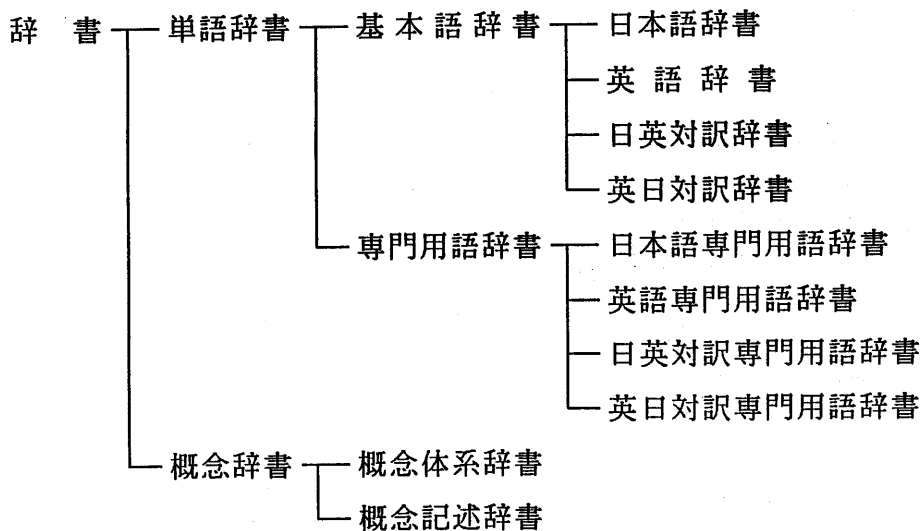 辞書 単語辞書 基本語辞書 日本語辞書
英語辞書
日英対訳辞書
英日対訳辞書
専門用語辞書 日本語専門用語辞書
英語専門用語辞書
日英対訳専門用語辞書
英日対訳専門用語辞書
概念辞書 概念体系辞書
概念記述辞書